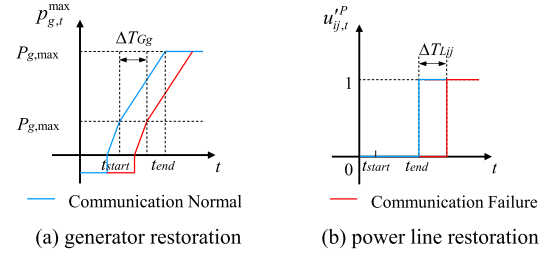 p_{g,t}^{max}
ΔT_{Gg}
P_{g,max}
P_{g,max}
t_{start}
t_{end}
t
Communication Normal
(a) generator restoration
u'^{P}_{ij,t}
ΔT_{Lij}
1
0
t_{start}
t_{end}
t
Communication Failure
(b) power line restoration